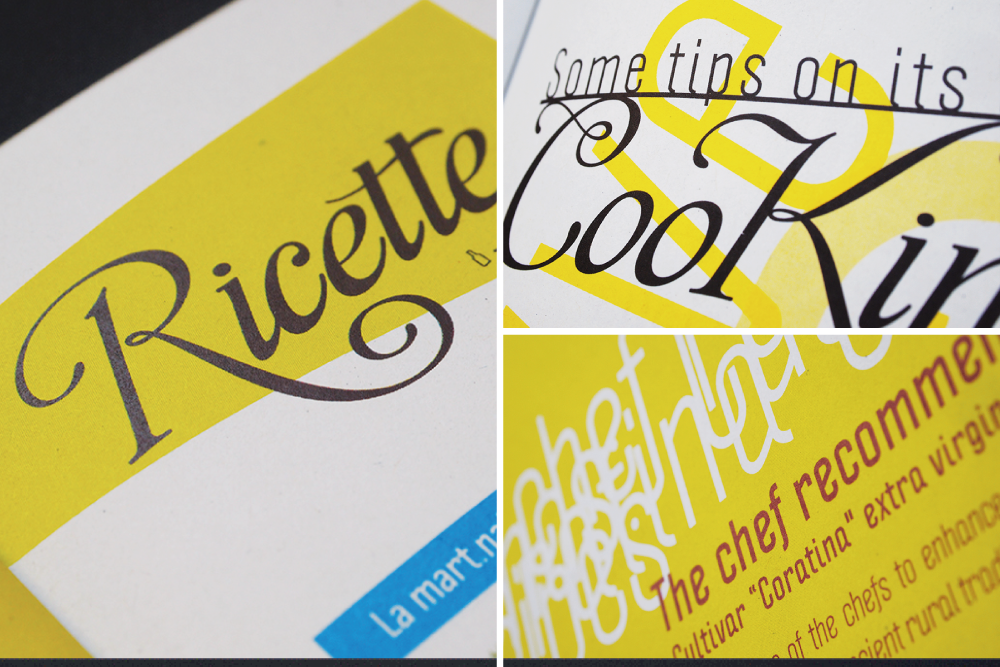 Ricette
La mart.na
Some tips on its
CooKin
The chef recommen
Cultivar "Coratina" extra virgin
of the chefs to enhance
ancient rural trad